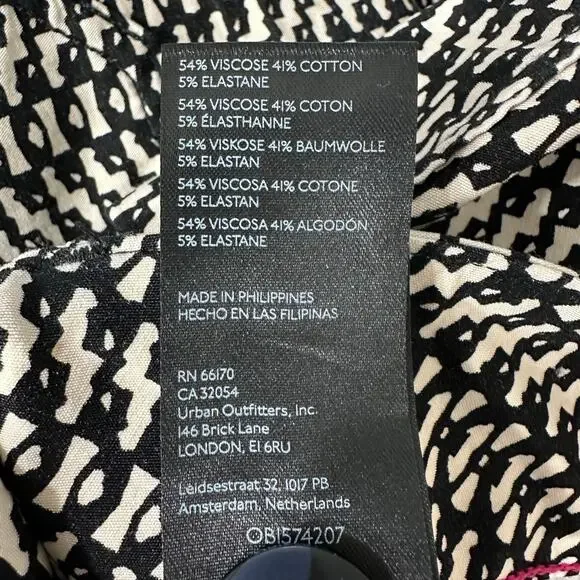 54% VISCOSE 41% COTTON
5% ELASTANE
54% VISCOSE 41% COTON
5% ÉLASTHANNE
54% VISKOSE 41% BAUMWOLLE
5% ELASTAN
54% VISCOSA 41% COTONE
5% ELASTAN
54% VISCOSA 41% ALGODÓN
5% ELASTANE
MADE IN PHILIPPINES
HECHO EN LAS FILIPINAS
RN 66170
CA 32054
Urban Outfitters, Inc.
146 Brick Lane
LONDON, E1 6RU
Leidsestraat 32, 1017 PB
Amsterdam, Netherlands
OB1574207